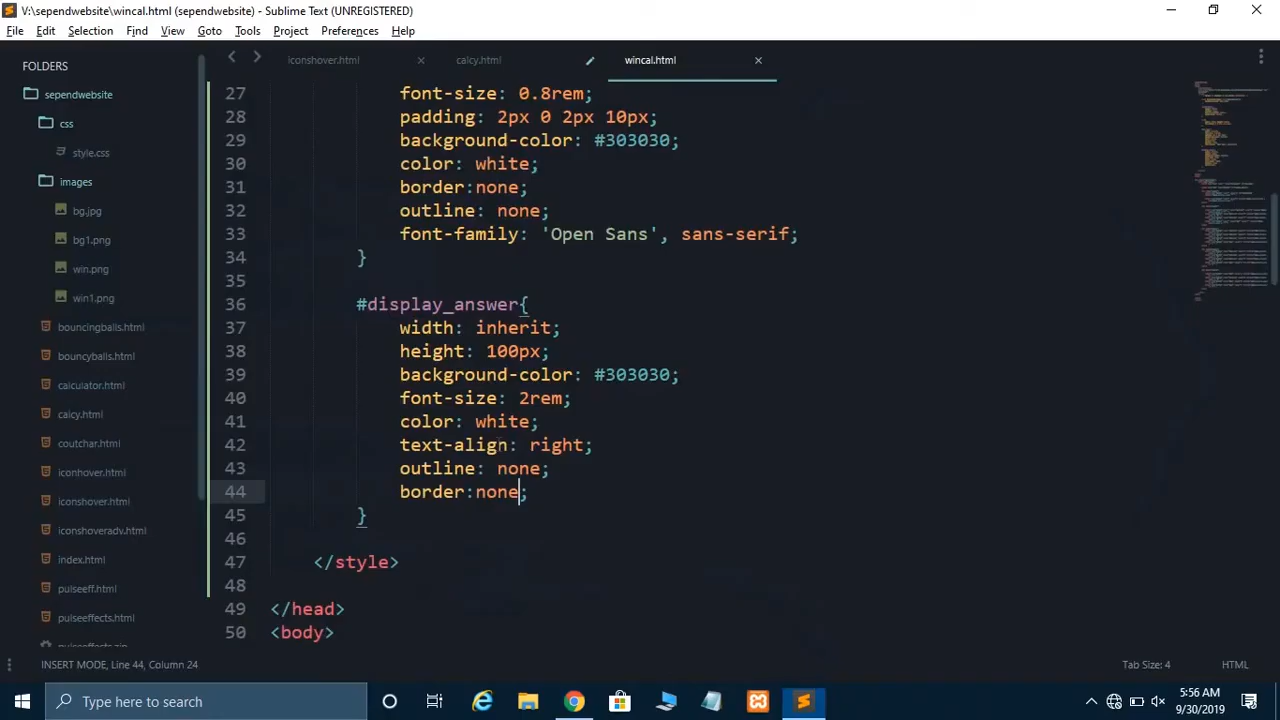 V:\sependwebsite\wincal.html (sependwebsite) - Sublime Text (UNREGISTERED)
File Edit Selection Find View Goto Tools Project Preferences Help
FOLDERS
sependwebsite
css
style.css
images
bg.jpg
bg1.png
win.png
win1.png
bouncingballs.html
bouncyballs.html
calculator.html
calcy.html
coutchar.html
iconhover.html
iconshover.html
iconshoveradv.html
index.html
pulseeff.html
pulseeffects.html
pulseeffects.zip
iconshover.html calcy.html wincal.html
27 font-size: 0.8rem;
28 padding: 2px 0 2px 10px;
29 background-color: #303030;
30 color: white;
31 border:none;
32 outline: none;
33 font-family: 'Open Sans', sans-serif;
34 }
35
36 #display_answer{
37 width: inherit;
38 height: 100px;
39 background-color: #303030;
40 font-size: 2rem;
41 color: white;
42 text-align: right;
43 outline: none;
44 border:none;
45 }
46
47 </style>
48
49 </head>
50 <body>
INSERT MODE, Line 44, Column 24
Tab Size: 4
HTML
Type here to search
5:56 AM
9/30/2019